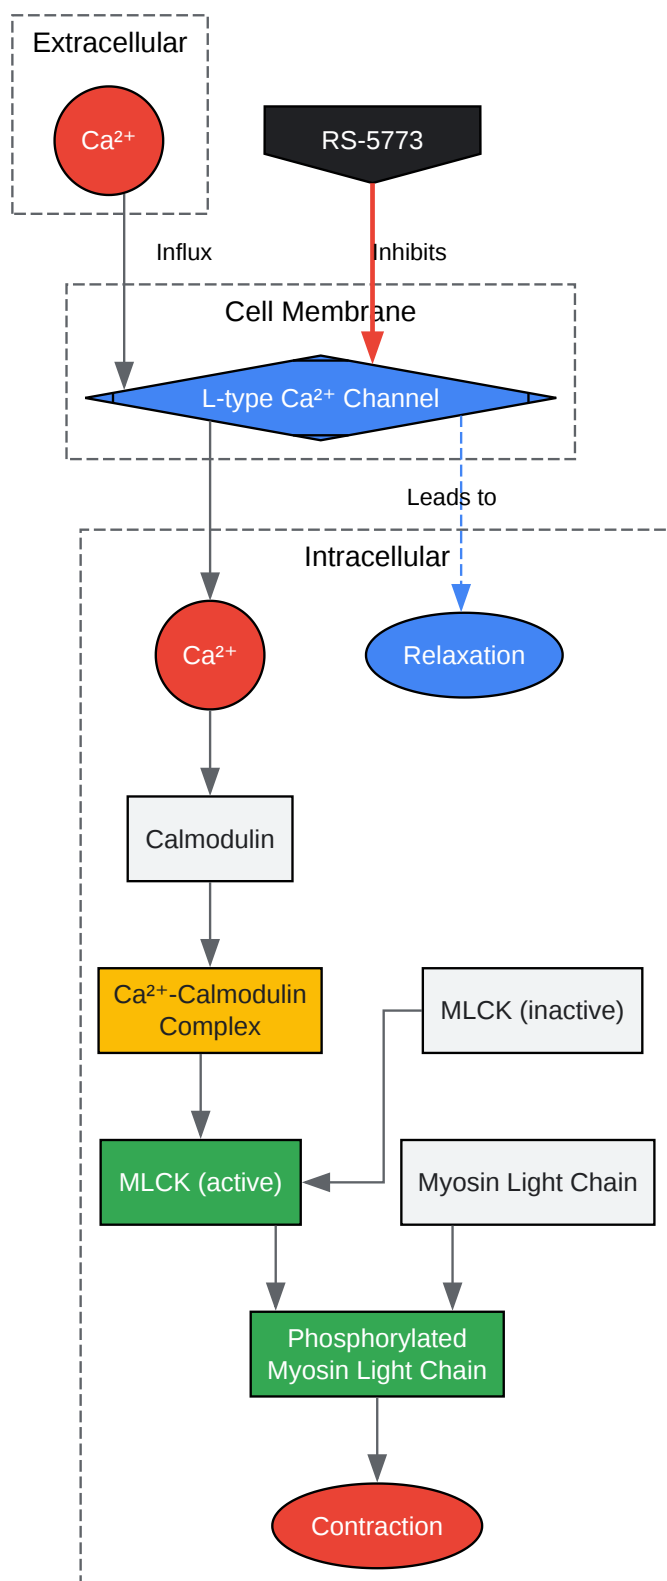 Extracellular
Ca²⁺
RS-5773
Influx
Inhibits
Cell Membrane
L-type Ca²⁺ Channel
Leads to
Intracellular
Ca²⁺
Relaxation
Calmodulin
Ca²⁺-Calmodulin
Complex
MLCK (inactive)
MLCK (active)
Myosin Light Chain
Phosphorylated
Myosin Light Chain
Contraction